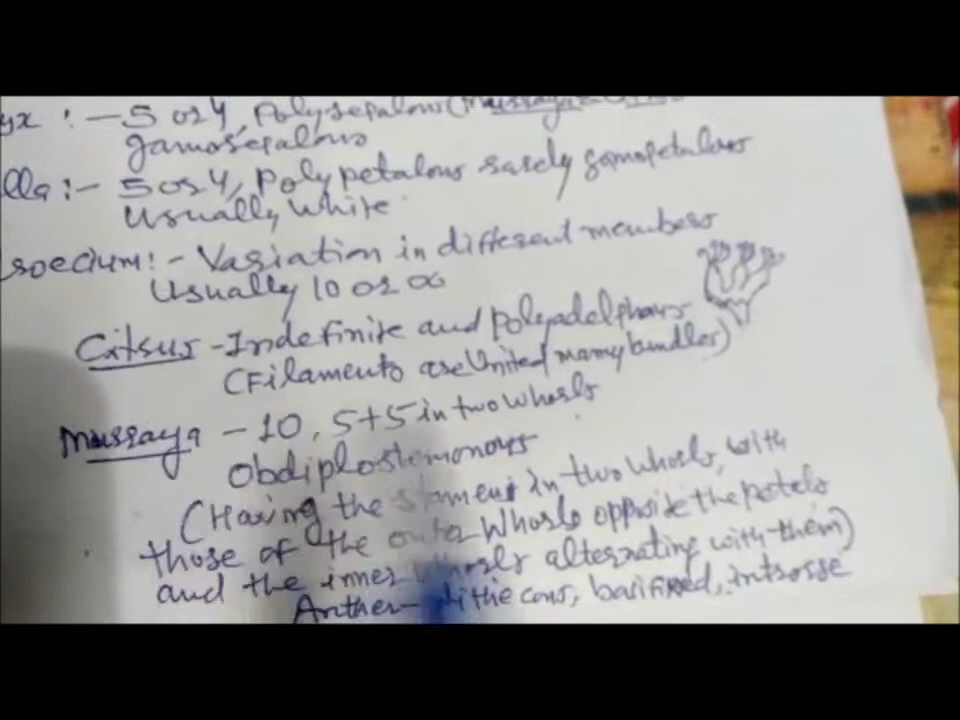 yx :- 5 or 4, Polysepalous (Murraya
gamosepalous
lla :- 5 or 4, Polypetalous rarely gamopetalous
Usually white
roecium :- Variation in different members
Usually 10 or ∞
Citrus - Indefinite and polyadelphous
(Filaments are United many bundles)
Murraya - 10, 5+5 in two whorls
Obdiplostemonous
(Having the stamens in two whorls, with
those of the outer whorls opposite the petals
and the inner whorls alternating with them)
Anther - dithecous, basifixed, introrse